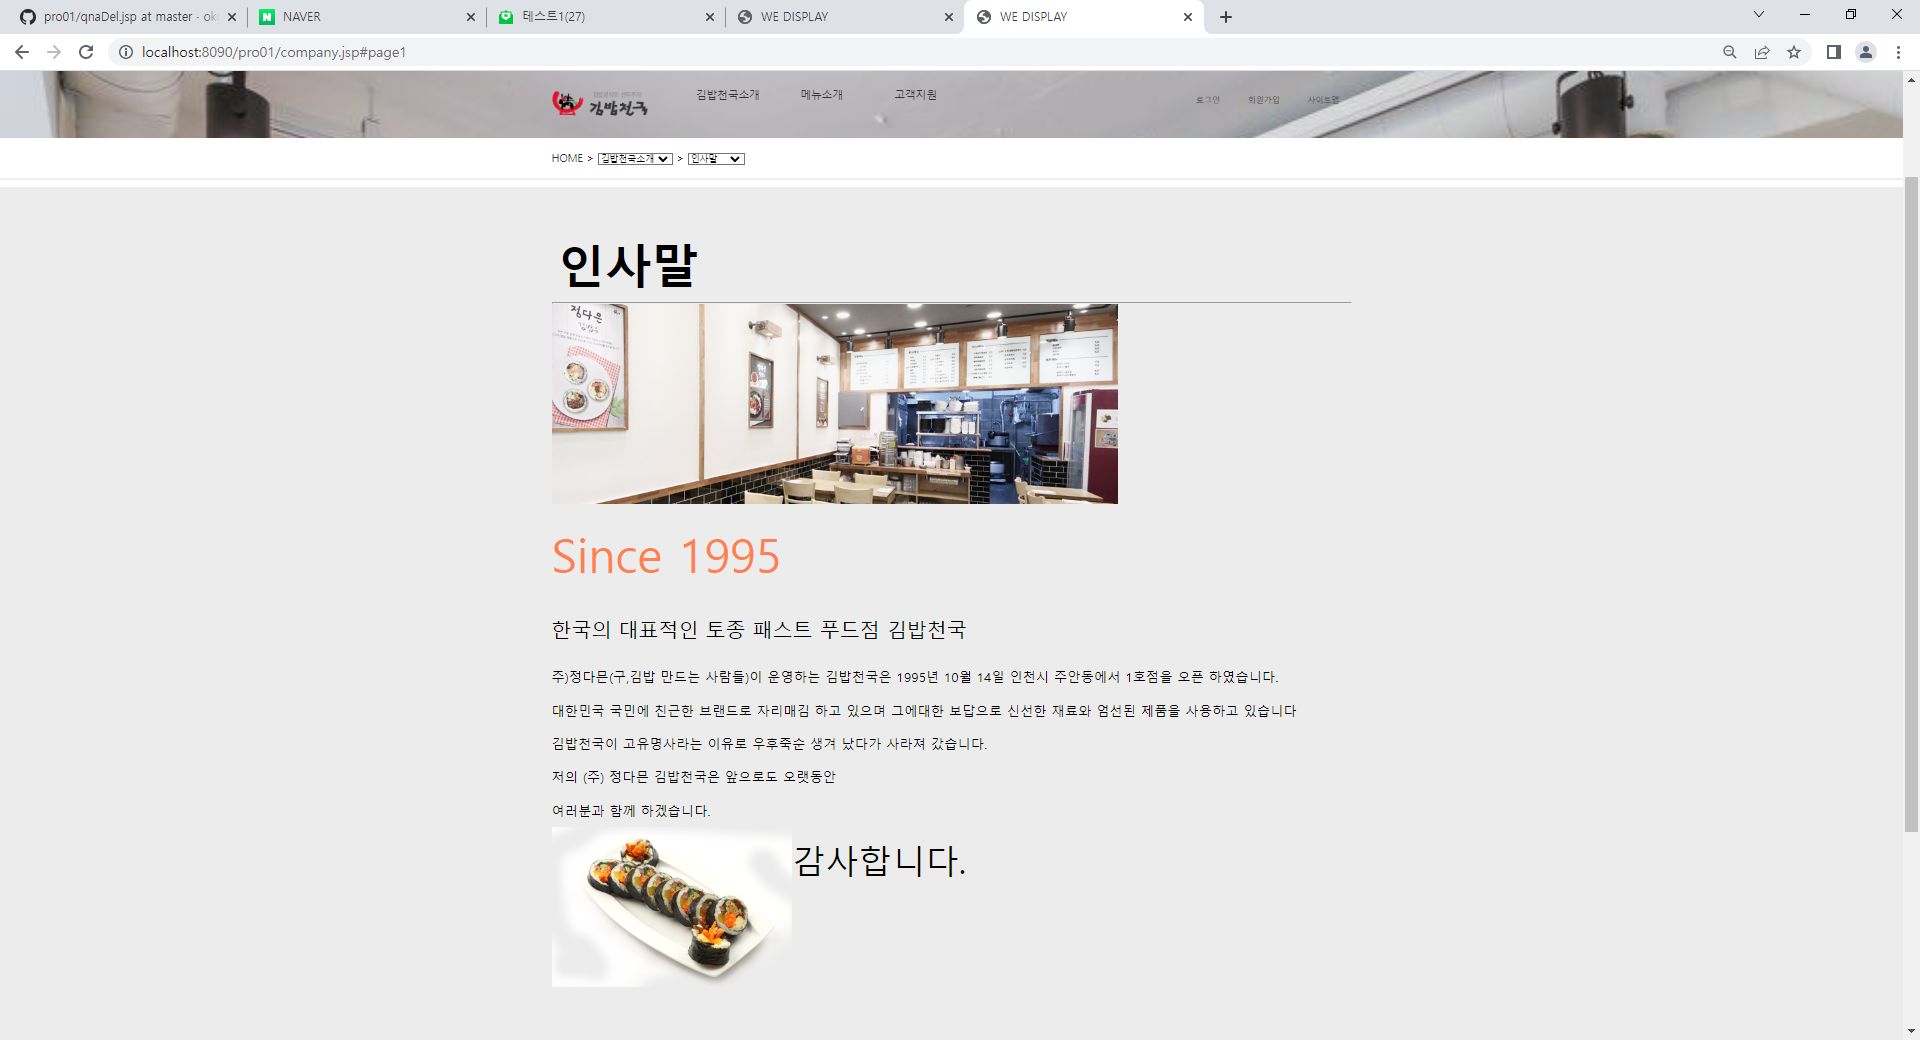 pro01/qnaDel.jsp at master · ok
NAVER
테스트1(27)
WE DISPLAY
WE DISPLAY
localhost:8090/pro01/company.jsp#page1
김밥천국
김밥천국소개
메뉴소개
고객지원
로그인
회원가입
사이트맵
HOME > 김밥천국소개 > 인사말
인사말
정다믄
Since 1995
한국의 대표적인 토종 패스트 푸드점 김밥천국
주)정다믄(구,김밥 만드는 사람들)이 운영하는 김밥천국은 1995년 10월 14일 인천시 주안동에서 1호점을 오픈 하였습니다.
대한민국 국민에 친근한 브랜드로 자리매김 하고 있으며 그에대한 보답으로 신선한 재료와 엄선된 제품을 사용하고 있습니다
김밥천국이 고유명사라는 이유로 우후죽순 생겨 났다가 사라져 갔습니다.
저의 (주) 정다믄 김밥천국은 앞으로도 오랫동안
여러분과 함께 하겠습니다.
감사합니다.